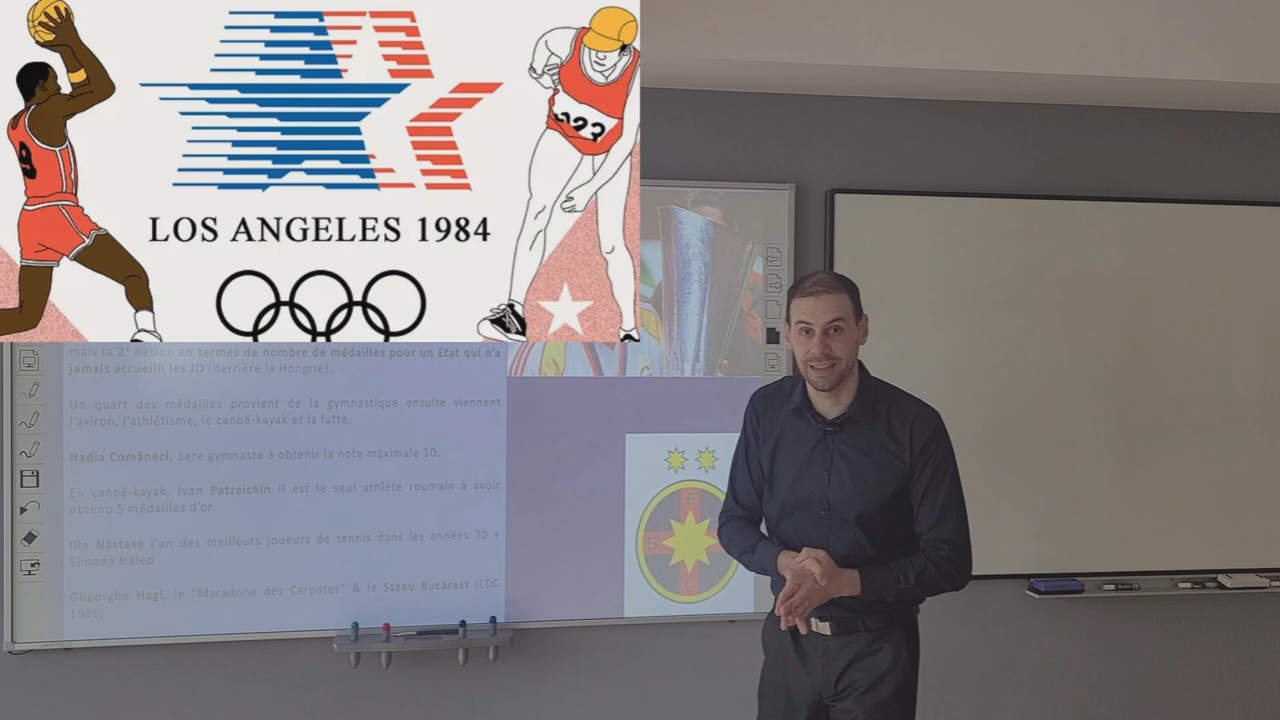 9
323
LOS ANGELES 1984
mais la 2e nation en termes de nombre de médailles pour un Etat qui n'a
jamais accueilli les JO (derrière la Hongrie).
Un quart des médailles provient de la gymnastique ensuite viennent
l'aviron, l'athlétisme, le canoë-kayak et la lutte.
Nadia Comăneci, 1ere gymnaste à obtenir la note maximale 10.
En canoë-kayak, Ivan Patzaichin il est le seul athlète roumain à avoir
obtenu 5 médailles d'or.
Ilie Năstase l'un des meilleurs joueurs de tennis dans les années 70 +
Simona Halep
Gheorghe Hagi, le "Maradone des Carpates" & le Steau Bucarest (LDC
1986)
F
S B
C